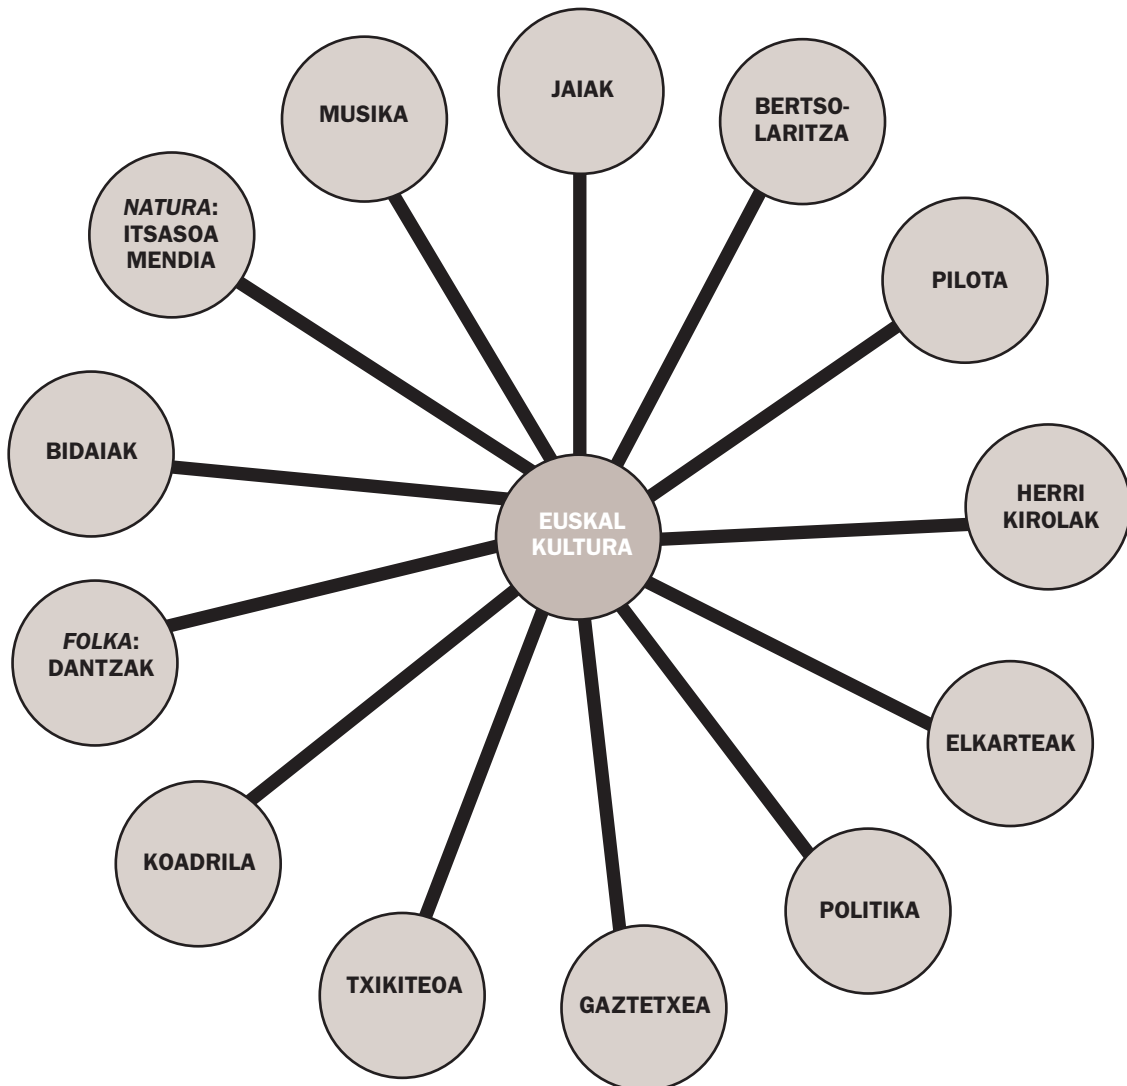 JAIAK
MUSIKA
BERTSO-
LARITZA
NATURA:
ITSASOA
MENDIA
PILOTA
BIDAIAK
HERRI
KIROLAK
EUSKAL
KULTURA
FOLKA:
DANTZAK
ELKARTEAK
KOADRILA
POLITIKA
TXIKITEOA
GAZTETXEA